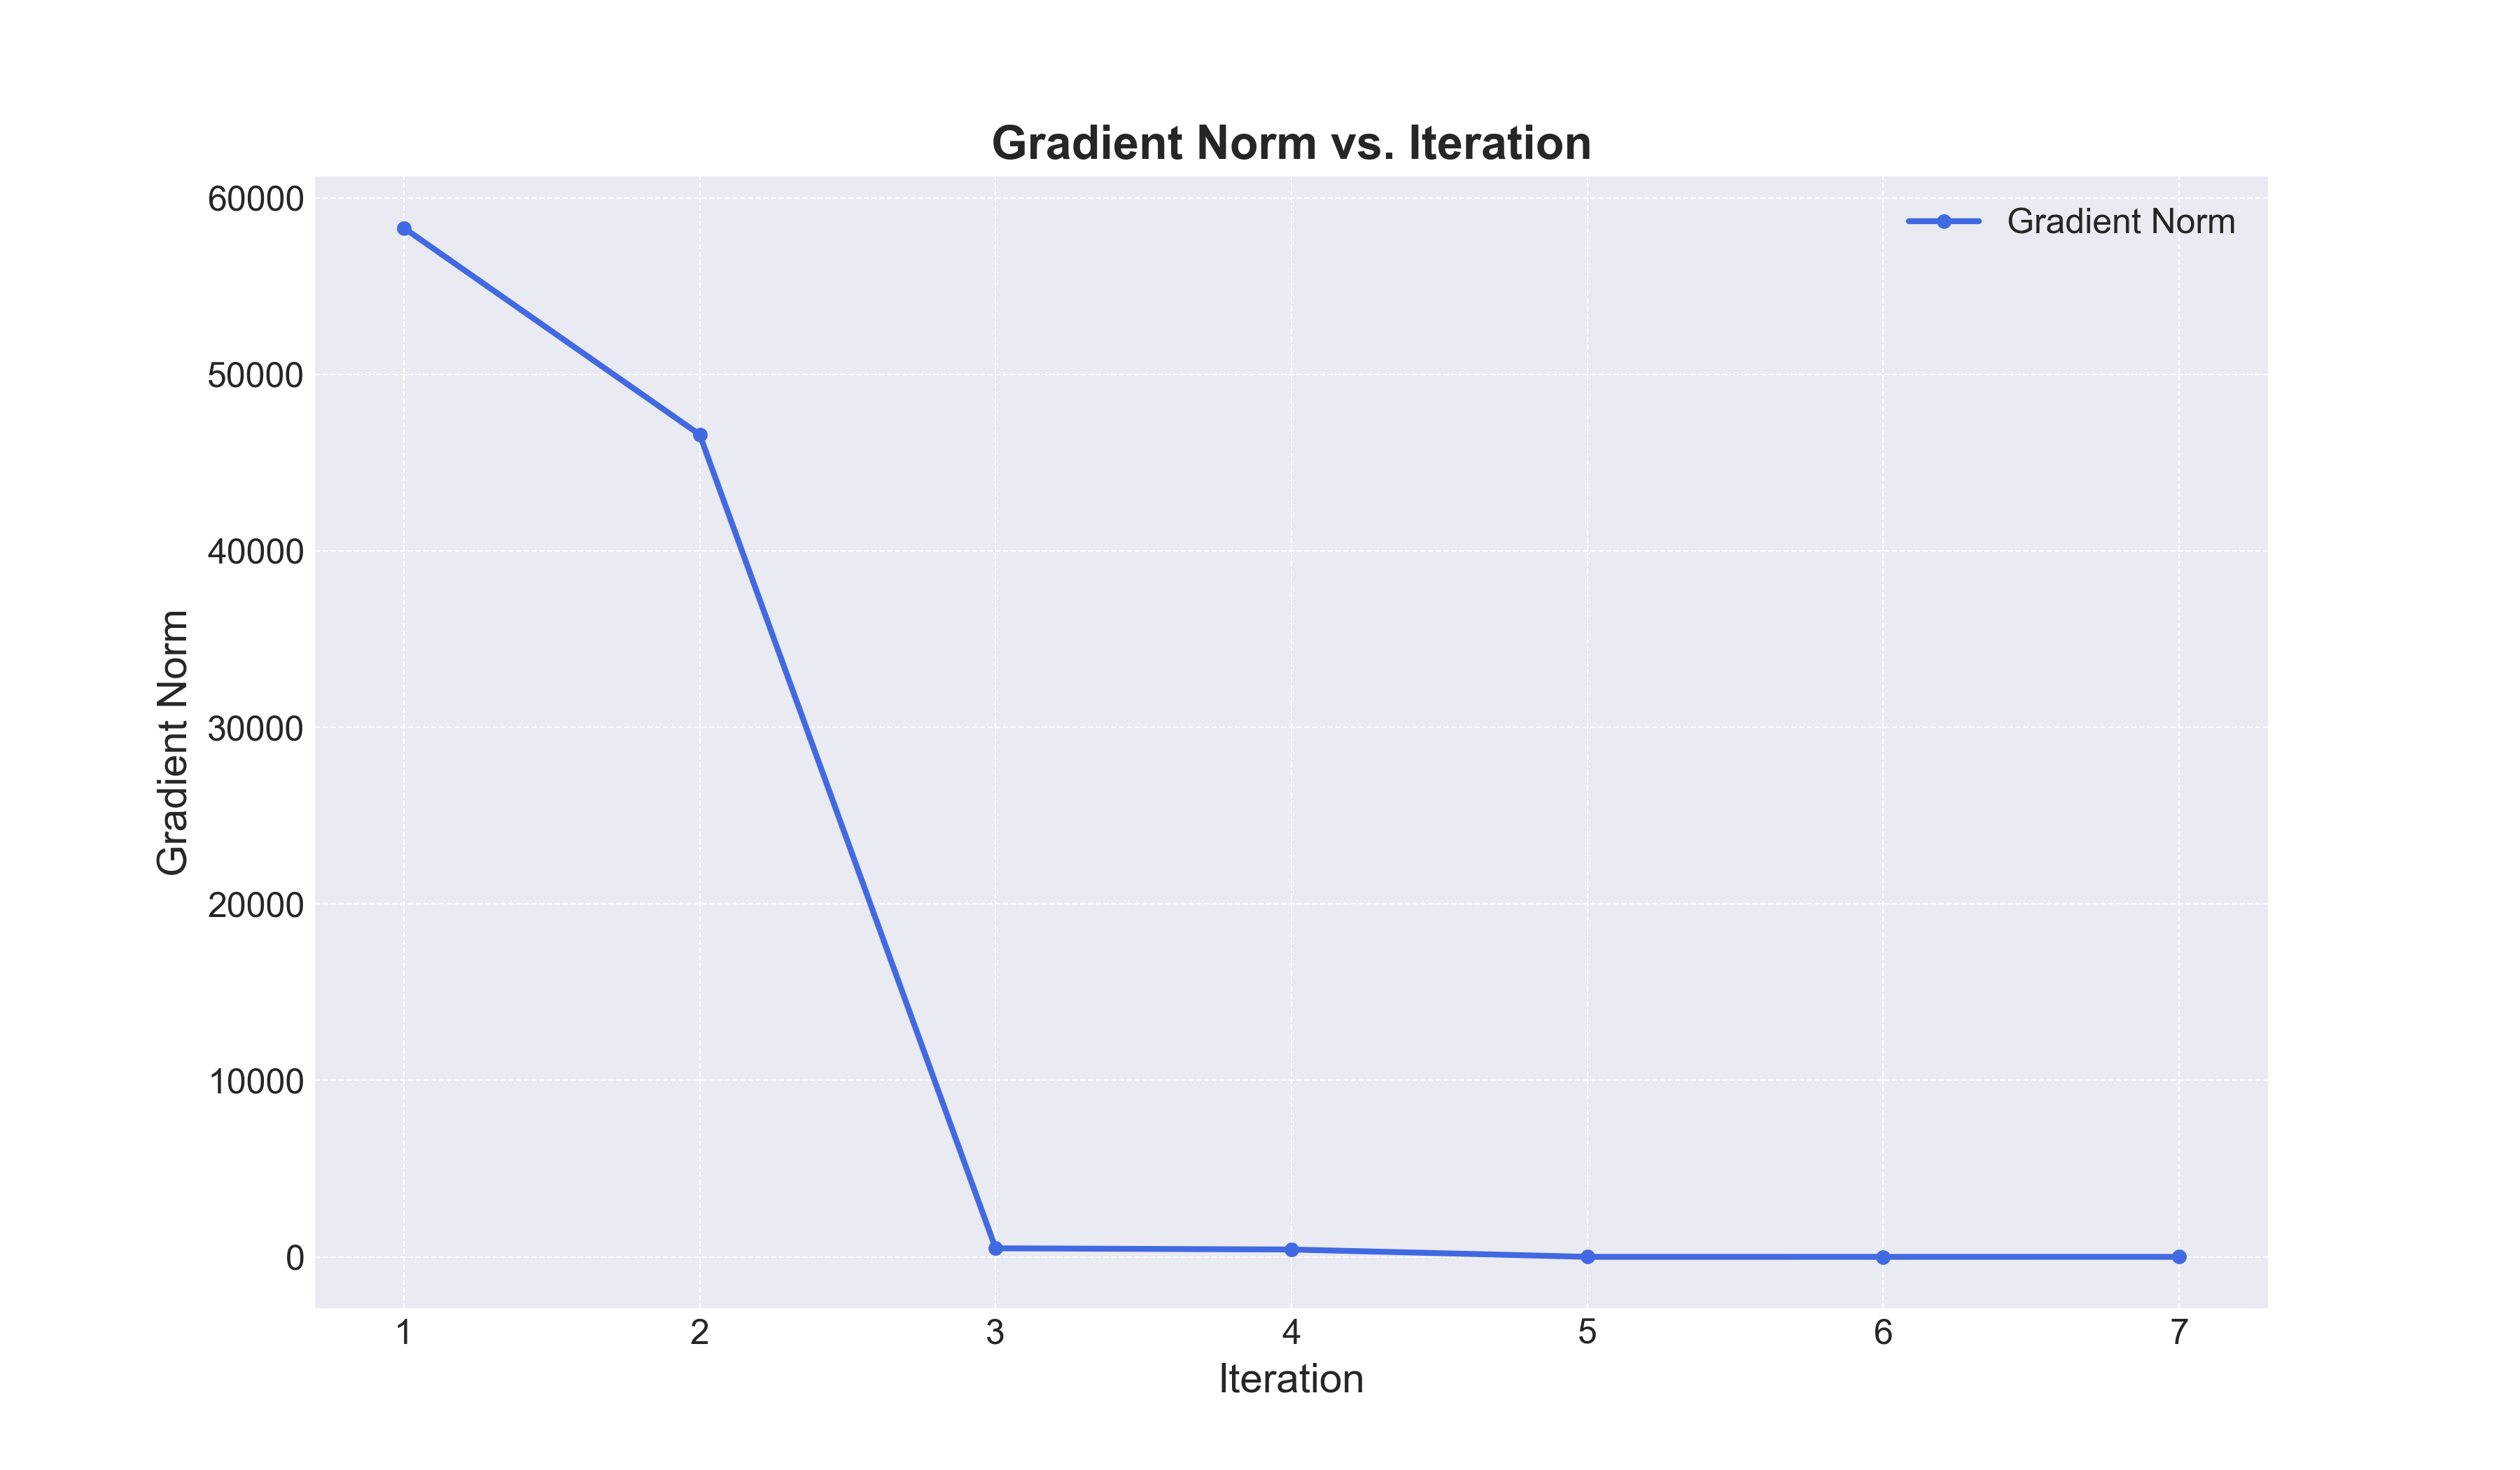 Gradient Norm vs. Iteration
Gradient Norm
60000
50000
40000
30000
20000
10000
0
Gradient Norm
1 2 3 4 5 6 7
Iteration